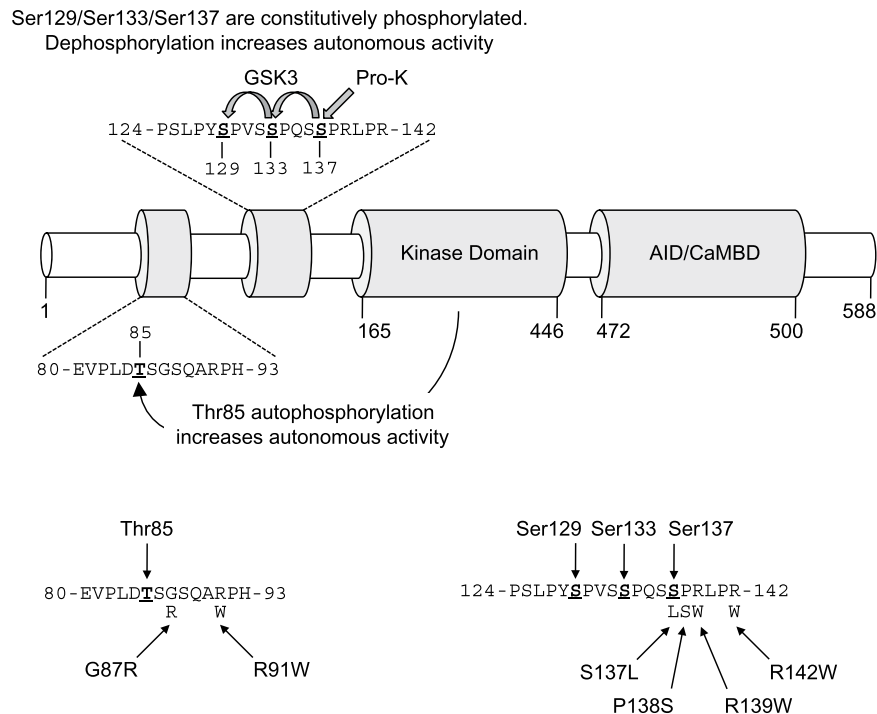 Ser129/Ser133/Ser137 are constitutively phosphorylated.
Dephosphorylation increases autonomous activity
GSK3 Pro-K
124-PSLPYSPVSSPQSSPRLPR-142
129 133 137
Kinase Domain AID/CaMBD
1 165 446 472 500 588
85
80-EVPLDTSGSQARPH-93
Thr85 autophosphorylation
increases autonomous activity
Thr85
80-EVPLDTSGSQARPH-93
R W
G87R R91W
Ser129 Ser133 Ser137
124-PSLPYSPVSSPQSSPRLPR-142
LSW W
S137L R142W
P138S R139W